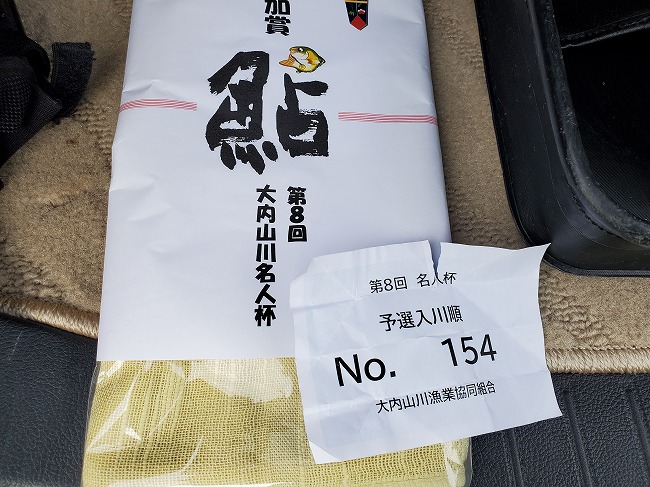 加賞
鮎
第8回
大内山川名人杯
第8回 名人杯
予選入川順
No. 154
大内山川漁業協同組合